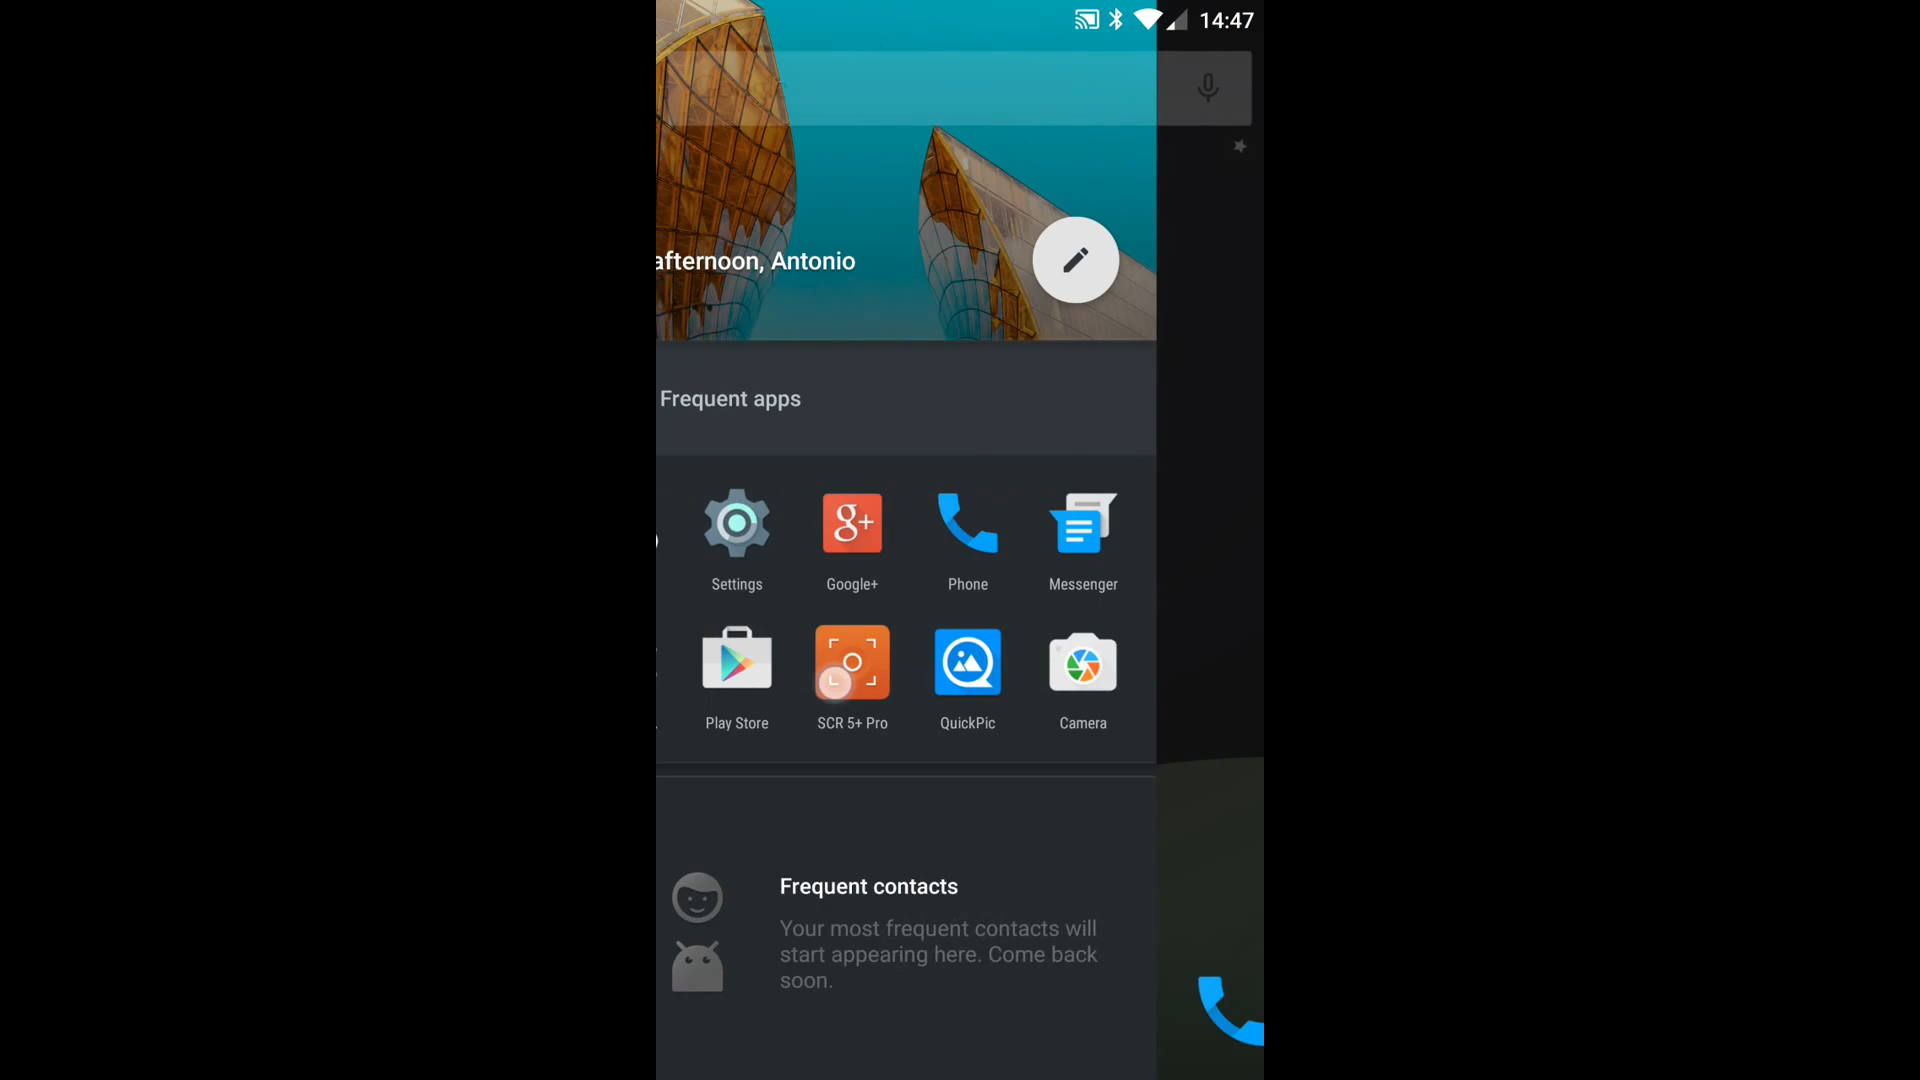 14:47
afternoon, Antonio
Frequent apps
g+
Settings
Google+
Phone
Messenger
Play Store
SCR 5+ Pro
QuickPic
Camera
Frequent contacts
Your most frequent contacts will
start appearing here. Come back
soon.